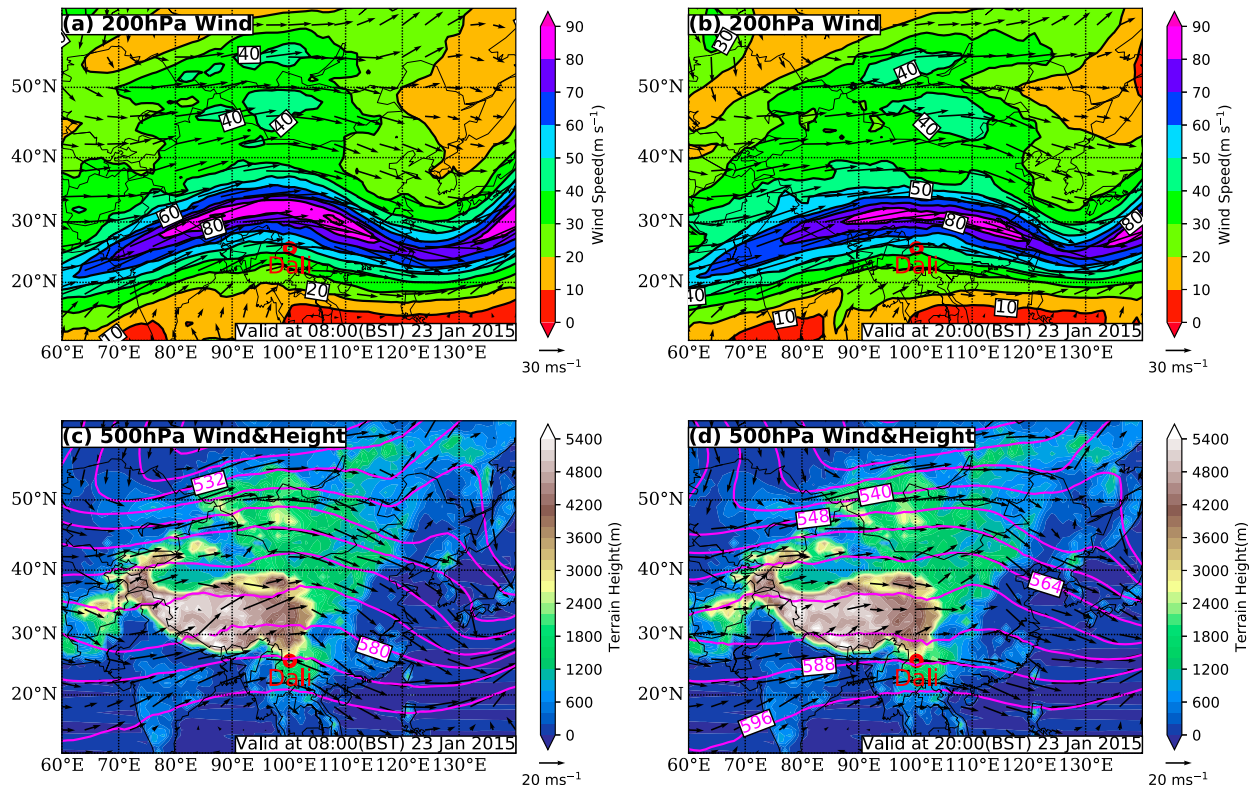 (a) 200hPa Wind
50°N
40°N
30°N
20°N
40
40
40
60
80
20
10
Dali
Valid at 08:00(BST) 23 Jan 2015
60°E 70°E 80°E 90°E 100°E 110°E 120°E 130°E
30 ms⁻¹
90
80
70
60
50
40
30
20
10
0
Wind Speed(m s⁻¹)
(b) 200hPa Wind
50°N
40°N
30°N
20°N
30
40
40
50
80
80
40
10
10
Dali
Valid at 20:00(BST) 23 Jan 2015
60°E 70°E 80°E 90°E 100°E 110°E 120°E 130°E
30 ms⁻¹
90
80
70
60
50
40
30
20
10
0
Wind Speed(m s⁻¹)
(c) 500hPa Wind&Height
50°N
40°N
30°N
20°N
532
580
Dali
Valid at 08:00(BST) 23 Jan 2015
60°E 70°E 80°E 90°E 100°E 110°E 120°E 130°E
20 ms⁻¹
5400
4800
4200
3600
3000
2400
1800
1200
600
0
Terrain Height(m)
(d) 500hPa Wind&Height
50°N
40°N
30°N
20°N
540
548
564
588
596
Dali
Valid at 20:00(BST) 23 Jan 2015
60°E 70°E 80°E 90°E 100°E 110°E 120°E 130°E
20 ms⁻¹
5400
4800
4200
3600
3000
2400
1800
1200
600
0
Terrain Height(m)